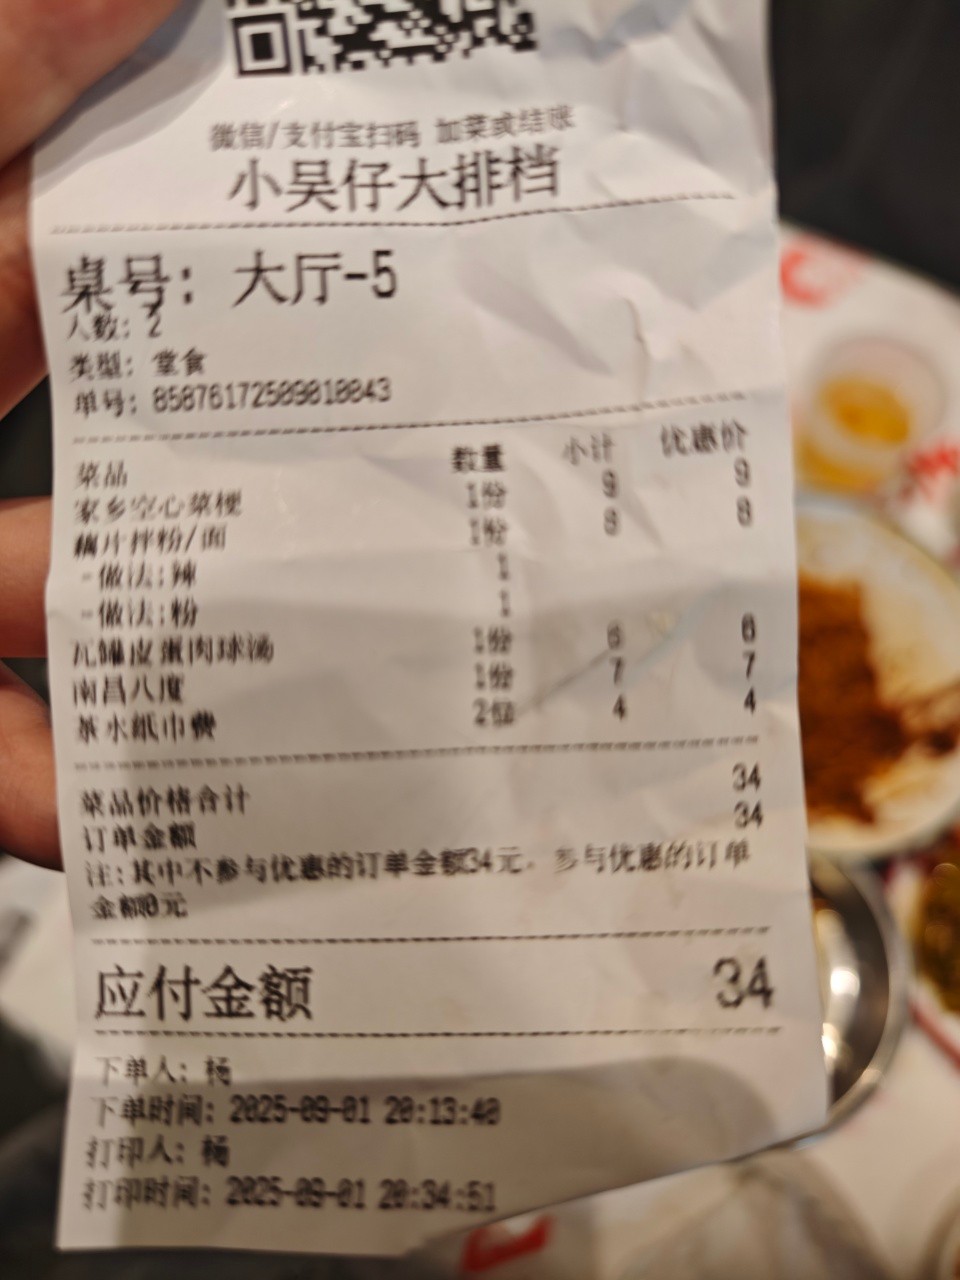 微信/支付宝扫码 加菜或结账
小吴仔大排档
桌号: 大厅-5
人数: 2
类型: 堂食
单号: 85876172509010043
菜品 数量 小计 优惠价
家乡空心菜梗 1份 9 9
藕片拌粉/面 1份 8 8
-做法:辣 1
-做法:粉 1
瓦罐皮蛋肉球汤 1份 6 6
南昌八度 1份 7 7
茶水纸巾费 2份 4 4
菜品价格合计 34
订单金额 34
注:其中不参与优惠的订单金额34元，参与优惠的订单
金额0元
应付金额 34
下单人: 杨
下单时间: 2025-09-01 20:13:40
打印人: 杨
打印时间: 2025-09-01 20:34:51